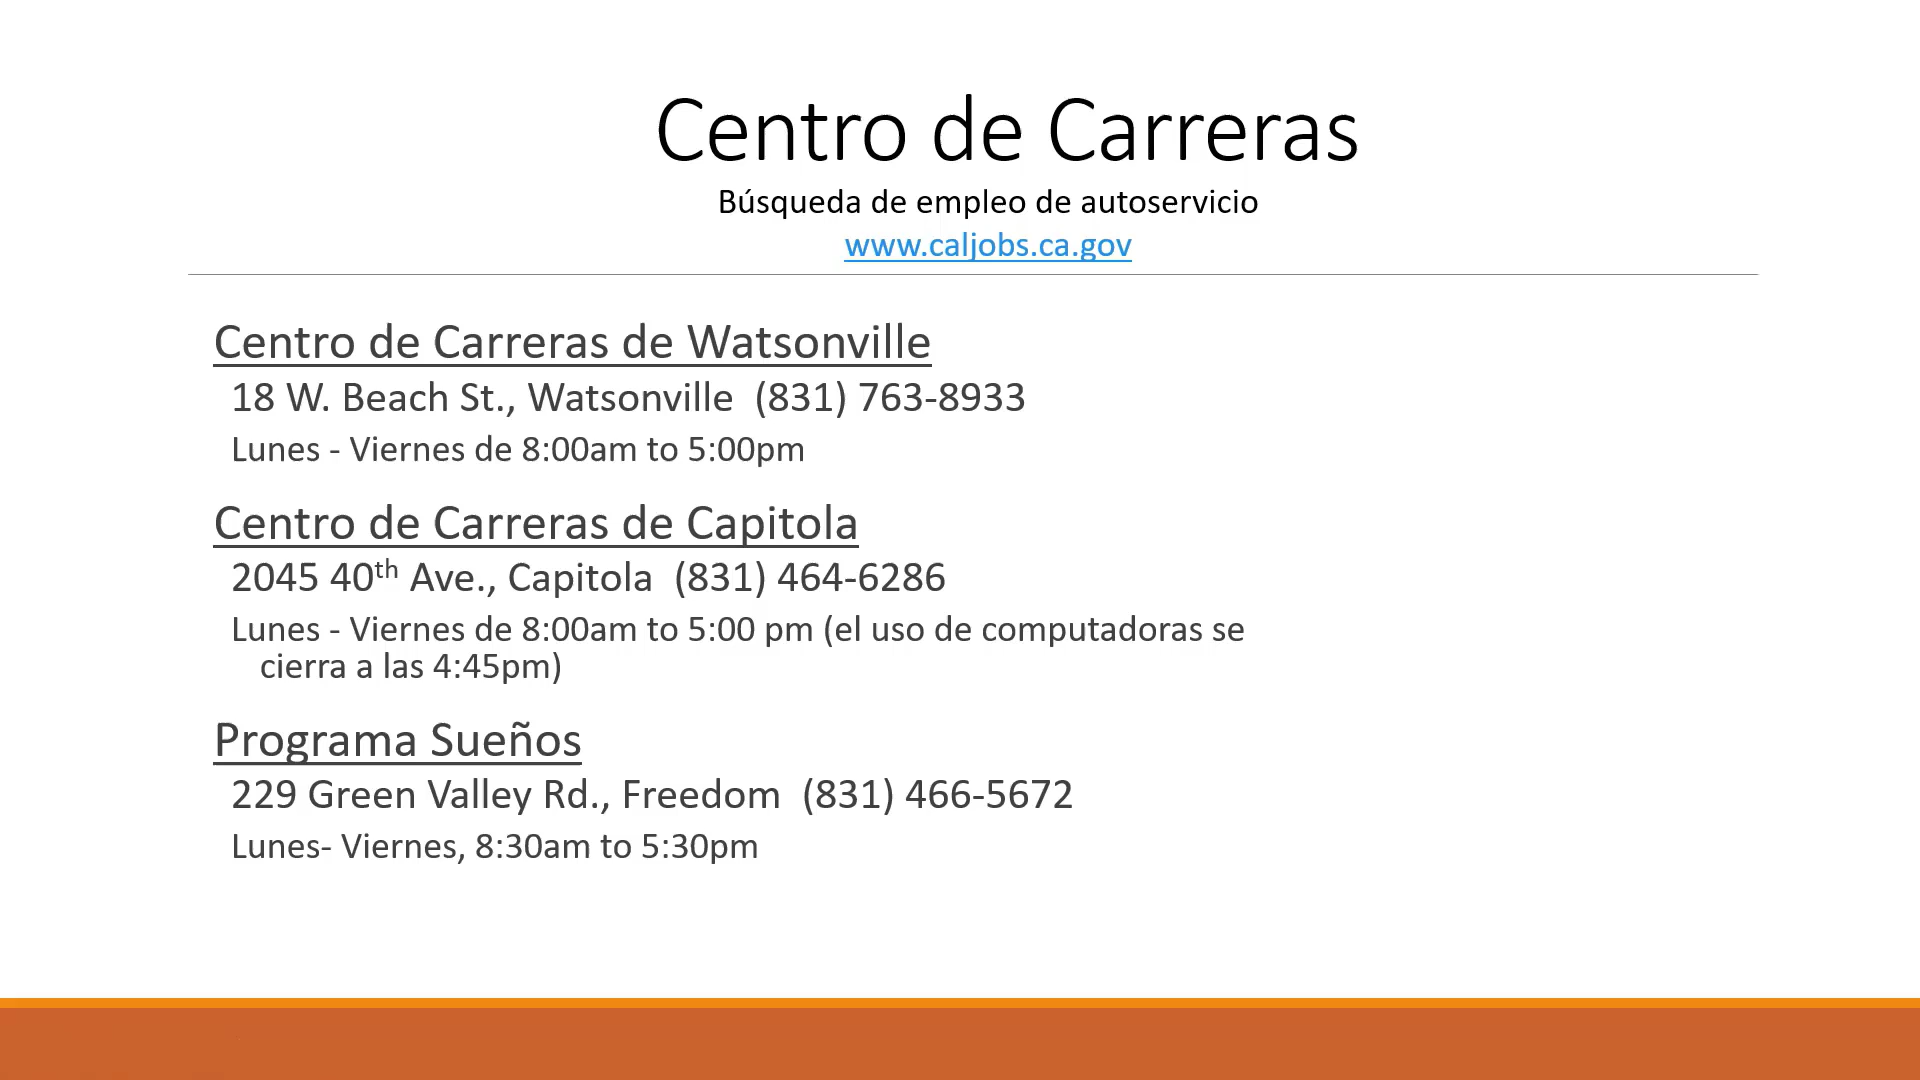 Centro de Carreras
Búsqueda de empleo de autoservicio
www.caljobs.ca.gov
Centro de Carreras de Watsonville
18 W. Beach St., Watsonville (831) 763-8933
Lunes - Viernes de 8:00am to 5:00pm
Centro de Carreras de Capitola
2045 40th Ave., Capitola (831) 464-6286
Lunes - Viernes de 8:00am to 5:00 pm (el uso de computadoras se
cierra a las 4:45pm)
Programa Sueños
229 Green Valley Rd., Freedom (831) 466-5672
Lunes- Viernes, 8:30am to 5:30pm